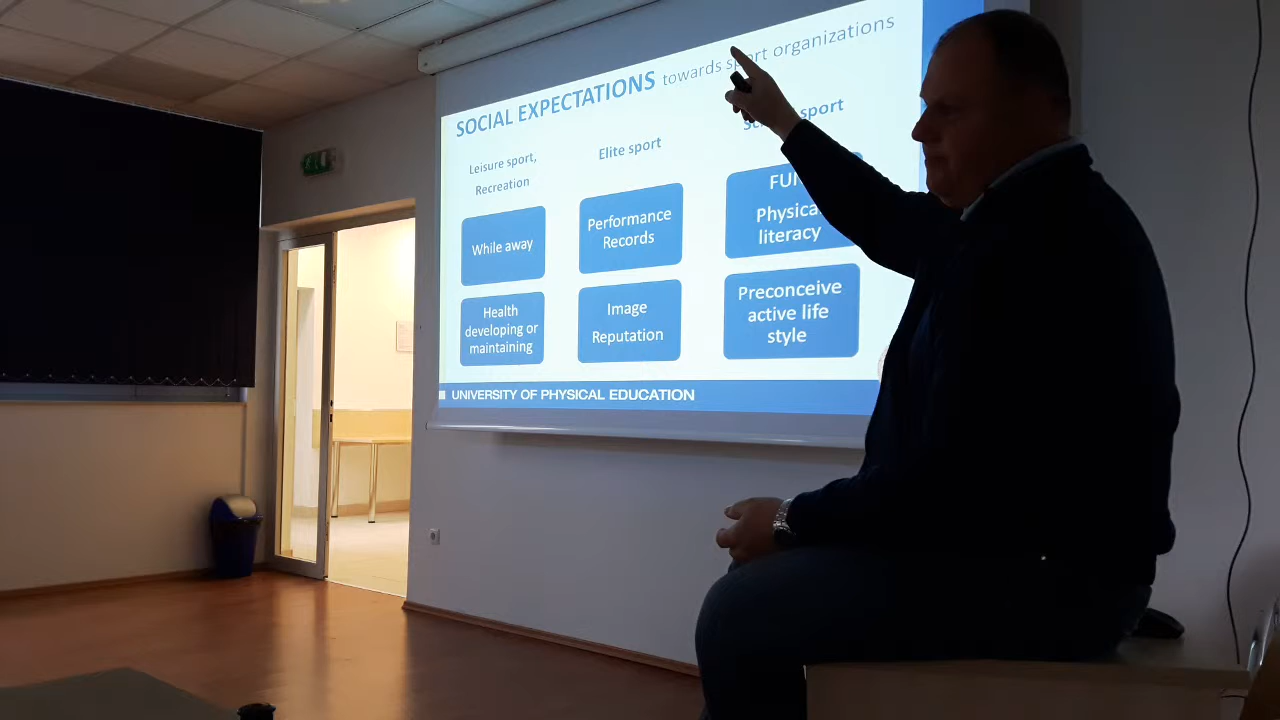 SOCIAL EXPECTATIONS towards sport organizations
Leisure sport,
Recreation
Elite sport
sport
While away
Performance
Records
FUN
Physical
literacy
Health
developing or
maintaining
Image
Reputation
Preconceive
active life
style
UNIVERSITY OF PHYSICAL EDUCATION